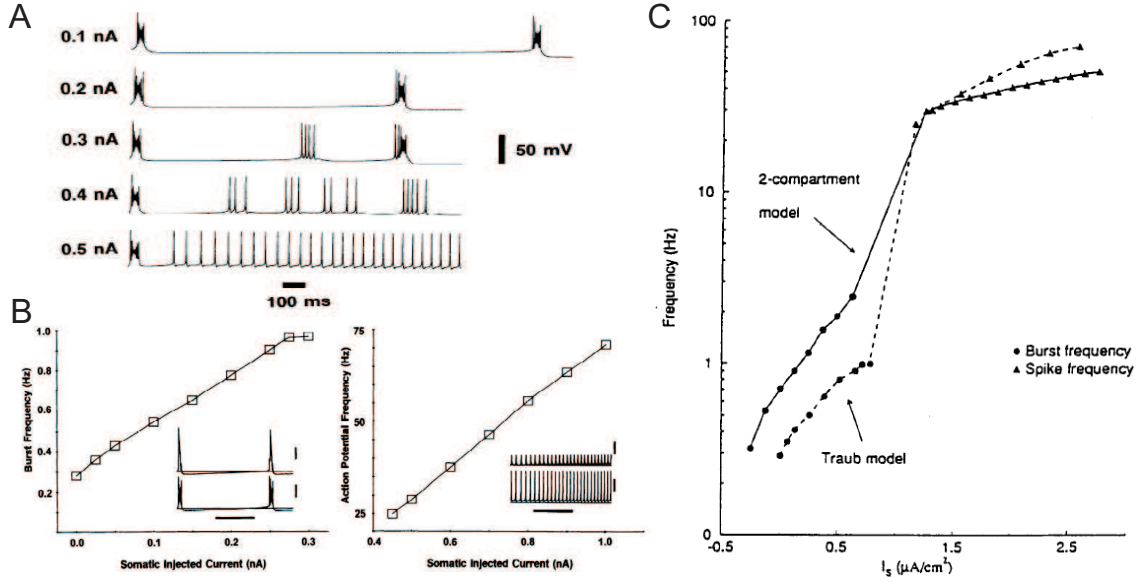 A
0.1 nA
0.2 nA
0.3 nA
50 mV
0.4 nA
0.5 nA
100 ms
B
1.0
0.8
0.6
0.4
0.2
Burst Frequency (Hz)
0.0
0.1
0.2
0.3
Somatic Injected Current (nA)
75
50
25
Action Potential Frequency (Hz)
0.4
0.6
0.8
1.0
Somatic Injected Current (nA)
C
100
10
1
0
Frequency (Hz)
2-compartment
model
Burst frequency
Spike frequency
Traub model
-0.5
0.5
1.5
2.5
Is (μA/cm²)